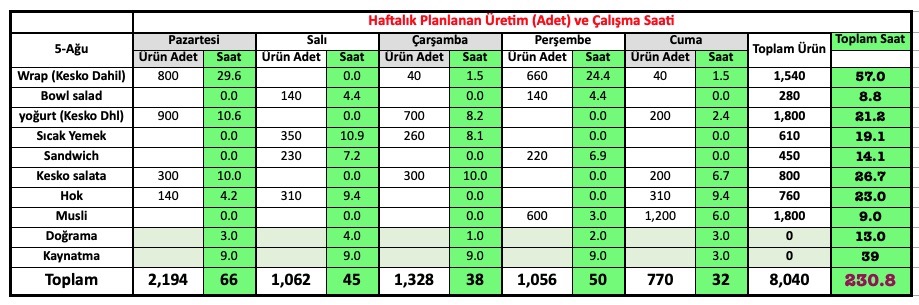 Haftalık Planlanan Üretim (Adet) ve Çalışma Saati
5-Ağu Pazartesi Salı Çarşamba Perşembe Cuma Toplam Ürün Toplam Saat
Ürün Adet Saat Ürün Adet Saat Ürün Adet Saat Ürün Adet Saat Ürün Adet Saat
Wrap (Kesko Dahil) 800 29.6 0.0 40 1.5 660 24.4 40 1.5 1,540 57.0
Bowl salad 0.0 140 4.4 0.0 140 4.4 0.0 280 8.8
yoğurt (Kesko Dhl) 900 10.6 0.0 700 8.2 0.0 200 2.4 1,800 21.2
Sıcak Yemek 0.0 350 10.9 260 8.1 0.0 0.0 610 19.1
Sandwich 0.0 230 7.2 0.0 220 6.9 0.0 450 14.1
Kesko salata 300 10.0 0.0 300 10.0 0.0 200 6.7 800 26.7
Hok 140 4.2 310 9.4 0.0 0.0 310 9.4 760 23.0
Musli 0.0 0.0 0.0 600 3.0 1,200 6.0 1,800 9.0
Doğrama 3.0 4.0 1.0 2.0 3.0 0 13.0
Kaynatma 9.0 9.0 9.0 9.0 3.0 0 39
Toplam 2,194 66 1,062 45 1,328 38 1,056 50 770 32 8,040 230.8